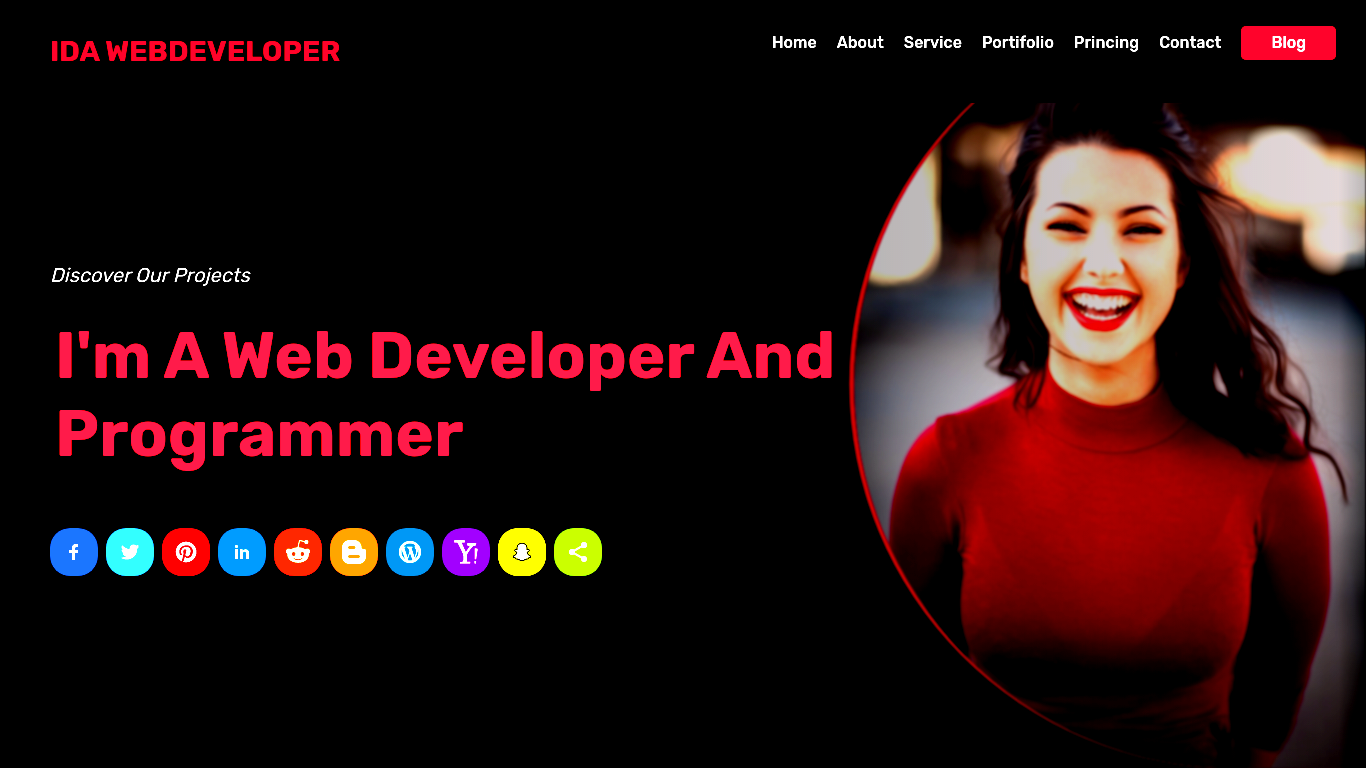 IDA WEBDEVELOPER
Home About Service Portifolio Princing Contact Blog
Discover Our Projects
I'm A Web Developer And
Programmer